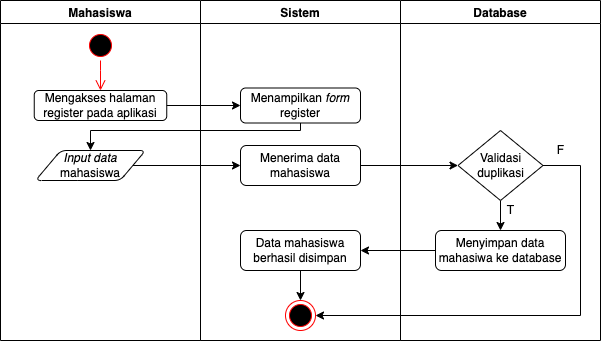 Mahasiswa
Sistem
Database
Mengakses halaman
register pada aplikasi
Menampilkan form
register
Input data
mahasiswa
Menerima data
mahasiswa
Validasi
duplikasi
F
T
Data mahasiswa
berhasil disimpan
Menyimpan data
mahasiwa ke database